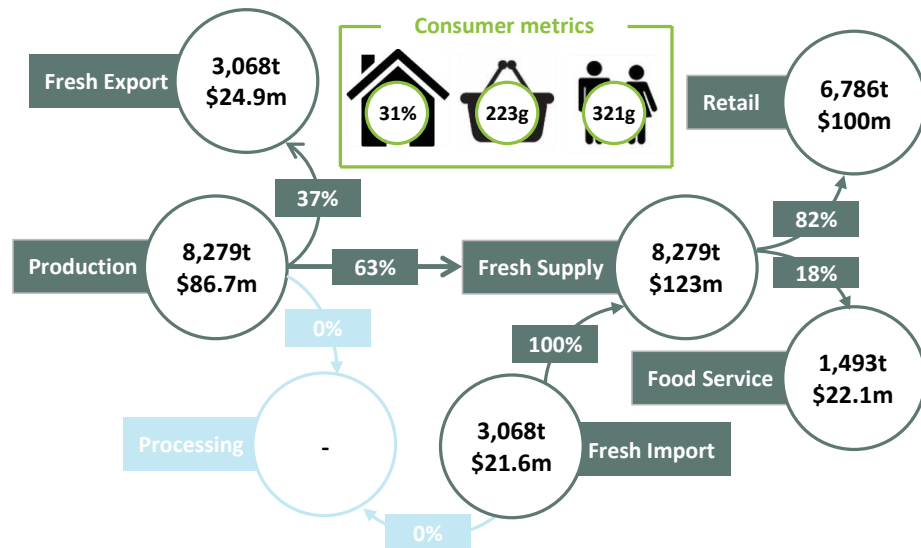 Consumer metrics
31%
223g
321g
Fresh Export
3,068t
$24.9m
Retail
6,786t
$100m
37%
82%
Production
8,279t
$86.7m
63%
Fresh Supply
8,279t
$123m
18%
0%
100%
Food Service
1,493t
$22.1m
Processing
-
3,068t
$21.6m
Fresh Import
0%